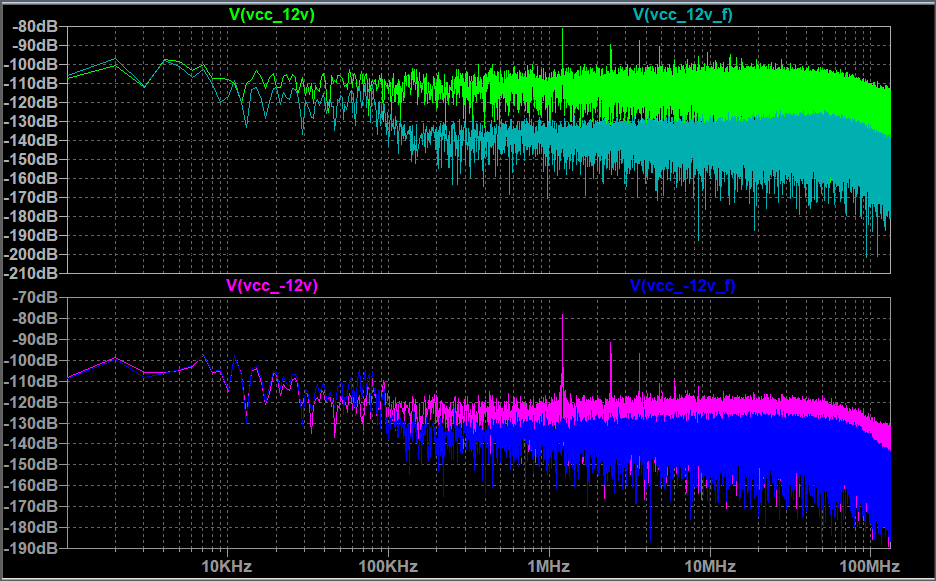 V(vcc_12v) V(vcc_12v_f)
-80dB
-90dB
-100dB
-110dB
-120dB
-130dB
-140dB
-150dB
-160dB
-170dB
-180dB
-190dB
-200dB
-210dB
V(vcc_-12v) V(vcc_-12v_f)
-70dB
-80dB
-90dB
-100dB
-110dB
-120dB
-130dB
-140dB
-150dB
-160dB
-170dB
-180dB
-190dB
10KHz 100KHz 1MHz 10MHz 100MHz